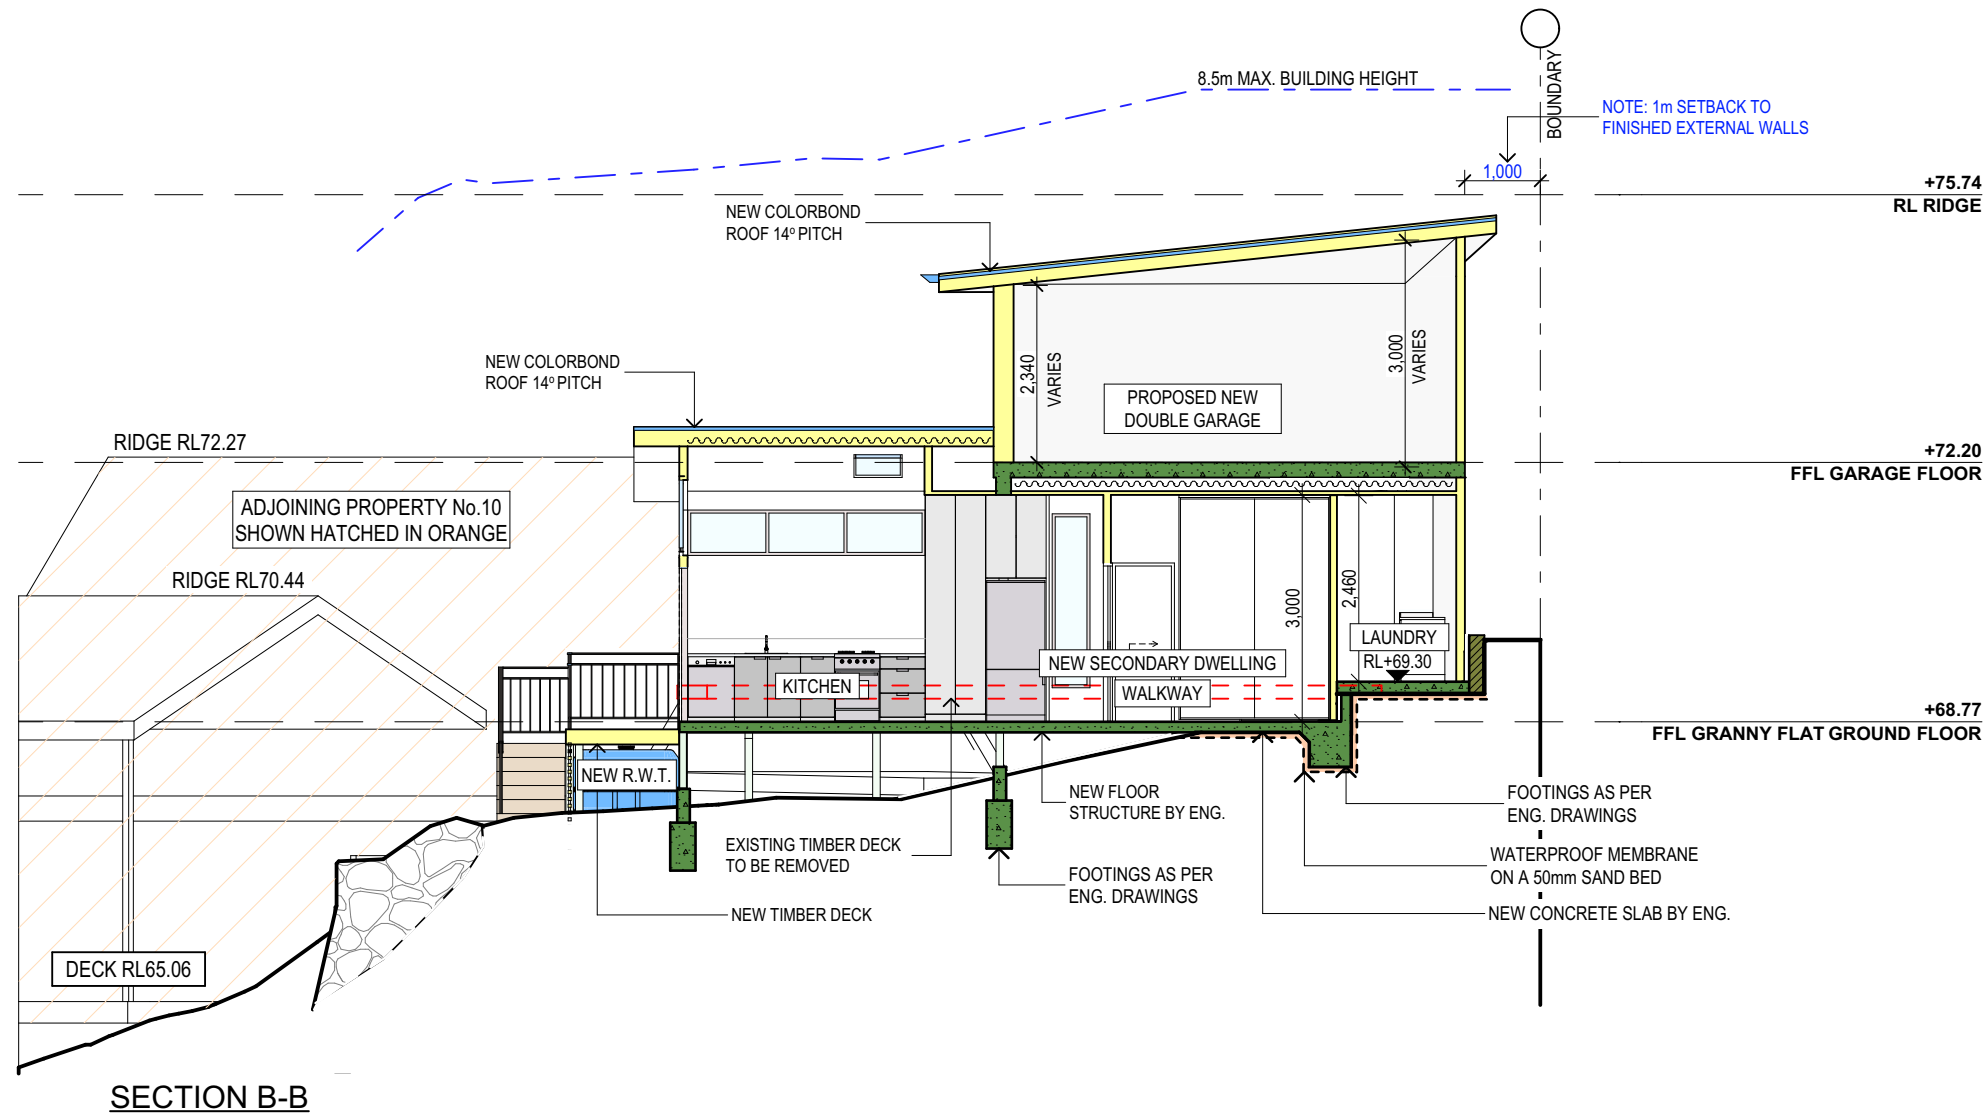 8.5m MAX. BUILDING HEIGHT
BOUNDARY
NOTE: 1m SETBACK TO
FINISHED EXTERNAL WALLS
1,000
+75.74
RL RIDGE
NEW COLORBOND
ROOF 14º PITCH
2,340
VARIES
3,000
VARIES
PROPOSED NEW
DOUBLE GARAGE
NEW COLORBOND
ROOF 14º PITCH
RIDGE RL72.27
+72.20
FFL GARAGE FLOOR
ADJOINING PROPERTY No.10
SHOWN HATCHED IN ORANGE
RIDGE RL70.44
3,000
2,460
LAUNDRY
RL+69.30
NEW SECONDARY DWELLING
KITCHEN
WALKWAY
+68.77
FFL GRANNY FLAT GROUND FLOOR
NEW R.W.T.
NEW FLOOR
STRUCTURE BY ENG.
FOOTINGS AS PER
ENG. DRAWINGS
EXISTING TIMBER DECK
TO BE REMOVED
WATERPROOF MEMBRANE
ON A 50mm SAND BED
FOOTINGS AS PER
ENG. DRAWINGS
NEW TIMBER DECK
NEW CONCRETE SLAB BY ENG.
DECK RL65.06
SECTION B-B